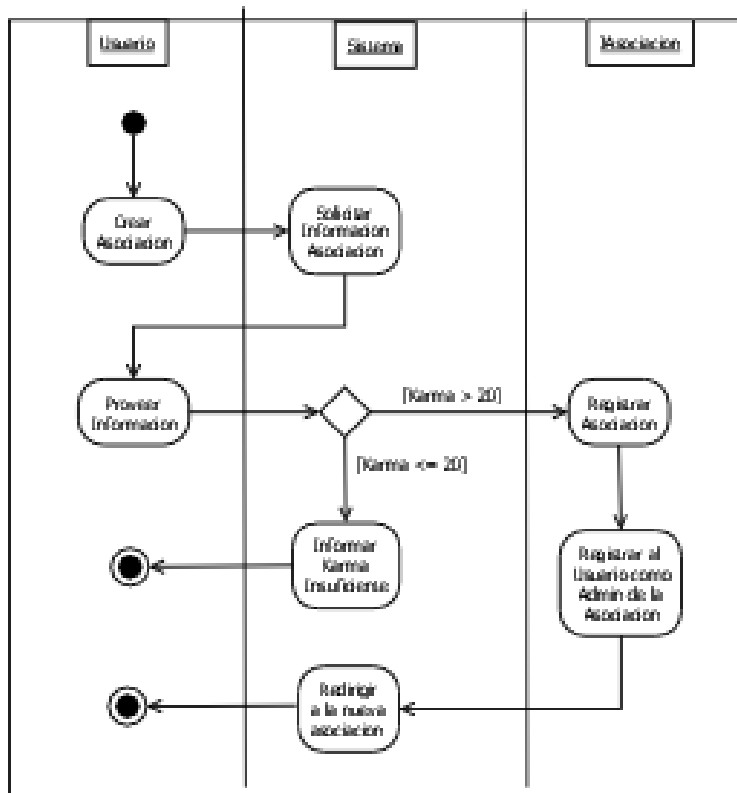 Usuario
Sistema
IAsociacion
Crear
Asociacion
Solicitar
Informacion
Asociacion
Proveer
Informacion
[Karma > 20]
Registrar
Asociacion
[Karma <= 20]
Informar
Karma
Insuficiente
Registrar al
Usuario como
Admin de la
Asociacion
Redirigir
a la nueva
asociacion